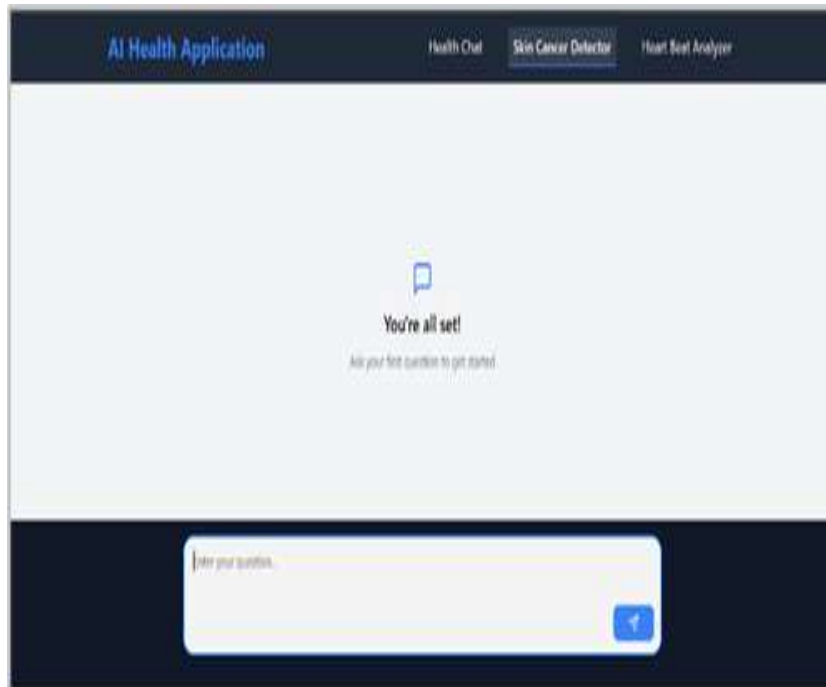 AI Health Application
Health Chat
Skin Cancer Detector
Heart Beat Analyzer
You're all set!
Ask your first question to get started
Enter your question...